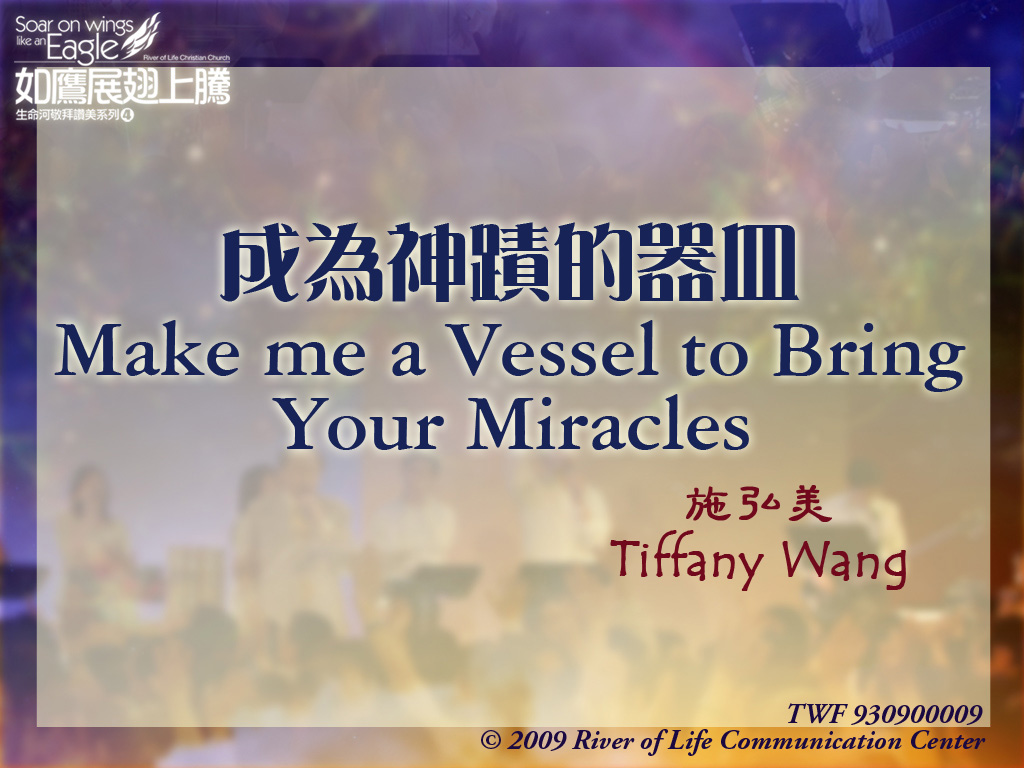 Soar on wings
like an Eagle
River of Life Christian Church
如鷹展翅上騰
生命河敬拜讚美系列4
成為神蹟的器皿
Make me a Vessel to Bring
Your Miracles
施弘美
Tiffany Wang
TWF 930900009
© 2009 River of Life Communication Center